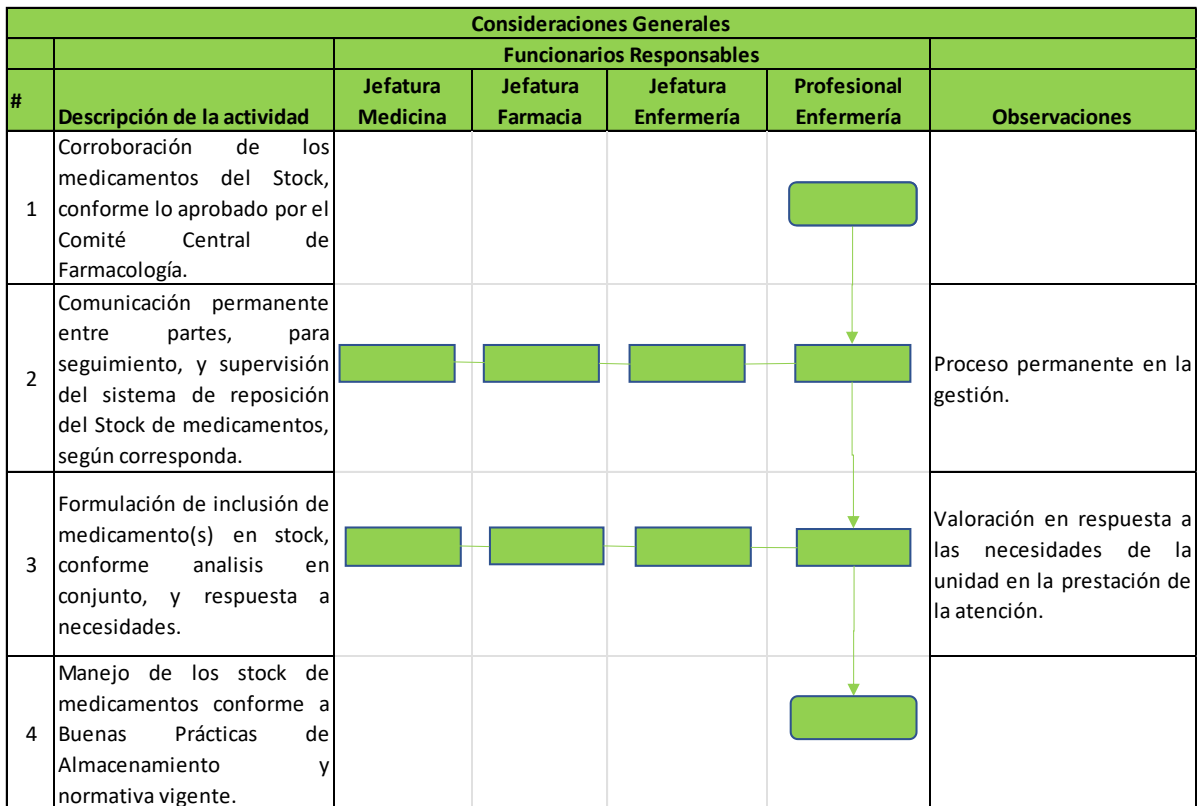 Consideraciones Generales
Funcionarios Responsables
#
Descripción de la actividad
Jefatura
Medicina
Jefatura
Farmacia
Jefatura
Enfermería
Profesional
Enfermería
Observaciones
1
Corroboración de los
medicamentos del Stock,
conforme lo aprobado por el
Comité Central de
Farmacología.
2
Comunicación permanente
entre partes, para
seguimiento, y supervisión
del sistema de reposición
del Stock de medicamentos,
según corresponda.
Proceso permanente en la
gestión.
3
Formulación de inclusión de
medicamento(s) en stock,
conforme analisis en
conjunto, y respuesta a
necesidades.
Valoración en respuesta a
las necesidades de la
unidad en la prestación de
la atención.
4
Manejo de los stock de
medicamentos conforme a
Buenas Prácticas de
Almacenamiento y
normativa vigente.